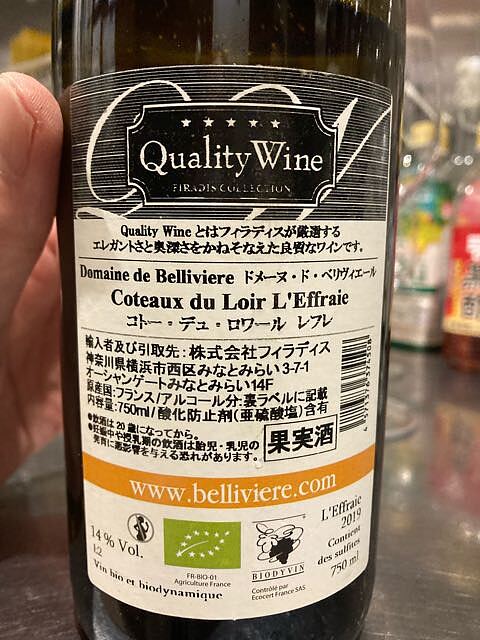 ★ ★ ★ ★ ★
Quality Wine
FIRADIS COLLECTION
Quality Wine とはフィラディスが厳選する
エレガントさと奥深さをかねそなえた良質なワインです。
Domaine de Belliviere ドメーヌ・ド・ベリヴィエール
Coteaux du Loir L'Effraie
コトー・デュ・ロワール レフレ
輸入者及び引取先：株式会社フィラディス
神奈川県横浜市西区みなとみらい3-7-1
オーシャンゲートみなとみらい14F
原産国:フランス/アルコール分:裏ラベルに記載
内容量:750ml/酸化防止剤(亜硫酸塩)含有
●飲酒は20歳になってから。
●妊娠中や授乳期の飲酒は胎児・乳児の
発育に悪影響を与える恐れがあります。
果実酒
www.belliviere.com
14 % Vol.
L2
Vin bio et biodynamique
FR-BIO-01
Agriculture France
BIODYVIN
Contrôlé par
Ecocert France SAS
L'Effraie
2019
Contient
des sulfites
750 ml